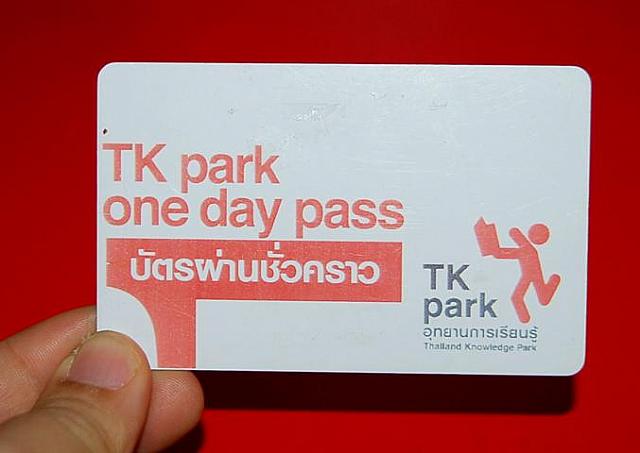 TK park
one day pass
บัตรผ่านชั่วคราว
TK
park
อุทยานการเรียนรู้
Thailand Knowledge Park